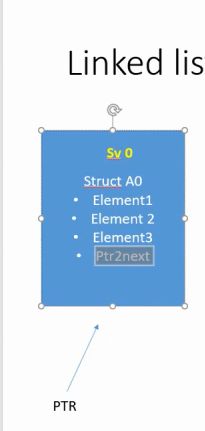 Linked lis
Sv 0
Struct A0
• Element1
• Element 2
• Element3
• Ptr2next
PTR